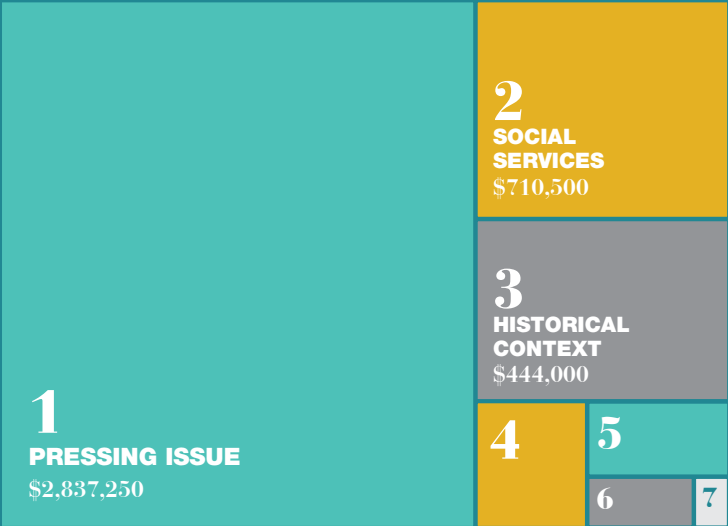 1
PRESSING ISSUE
$2,837,250
2
SOCIAL
SERVICES
$710,500
3
HISTORICAL
CONTEXT
$444,000
4
5
6
7